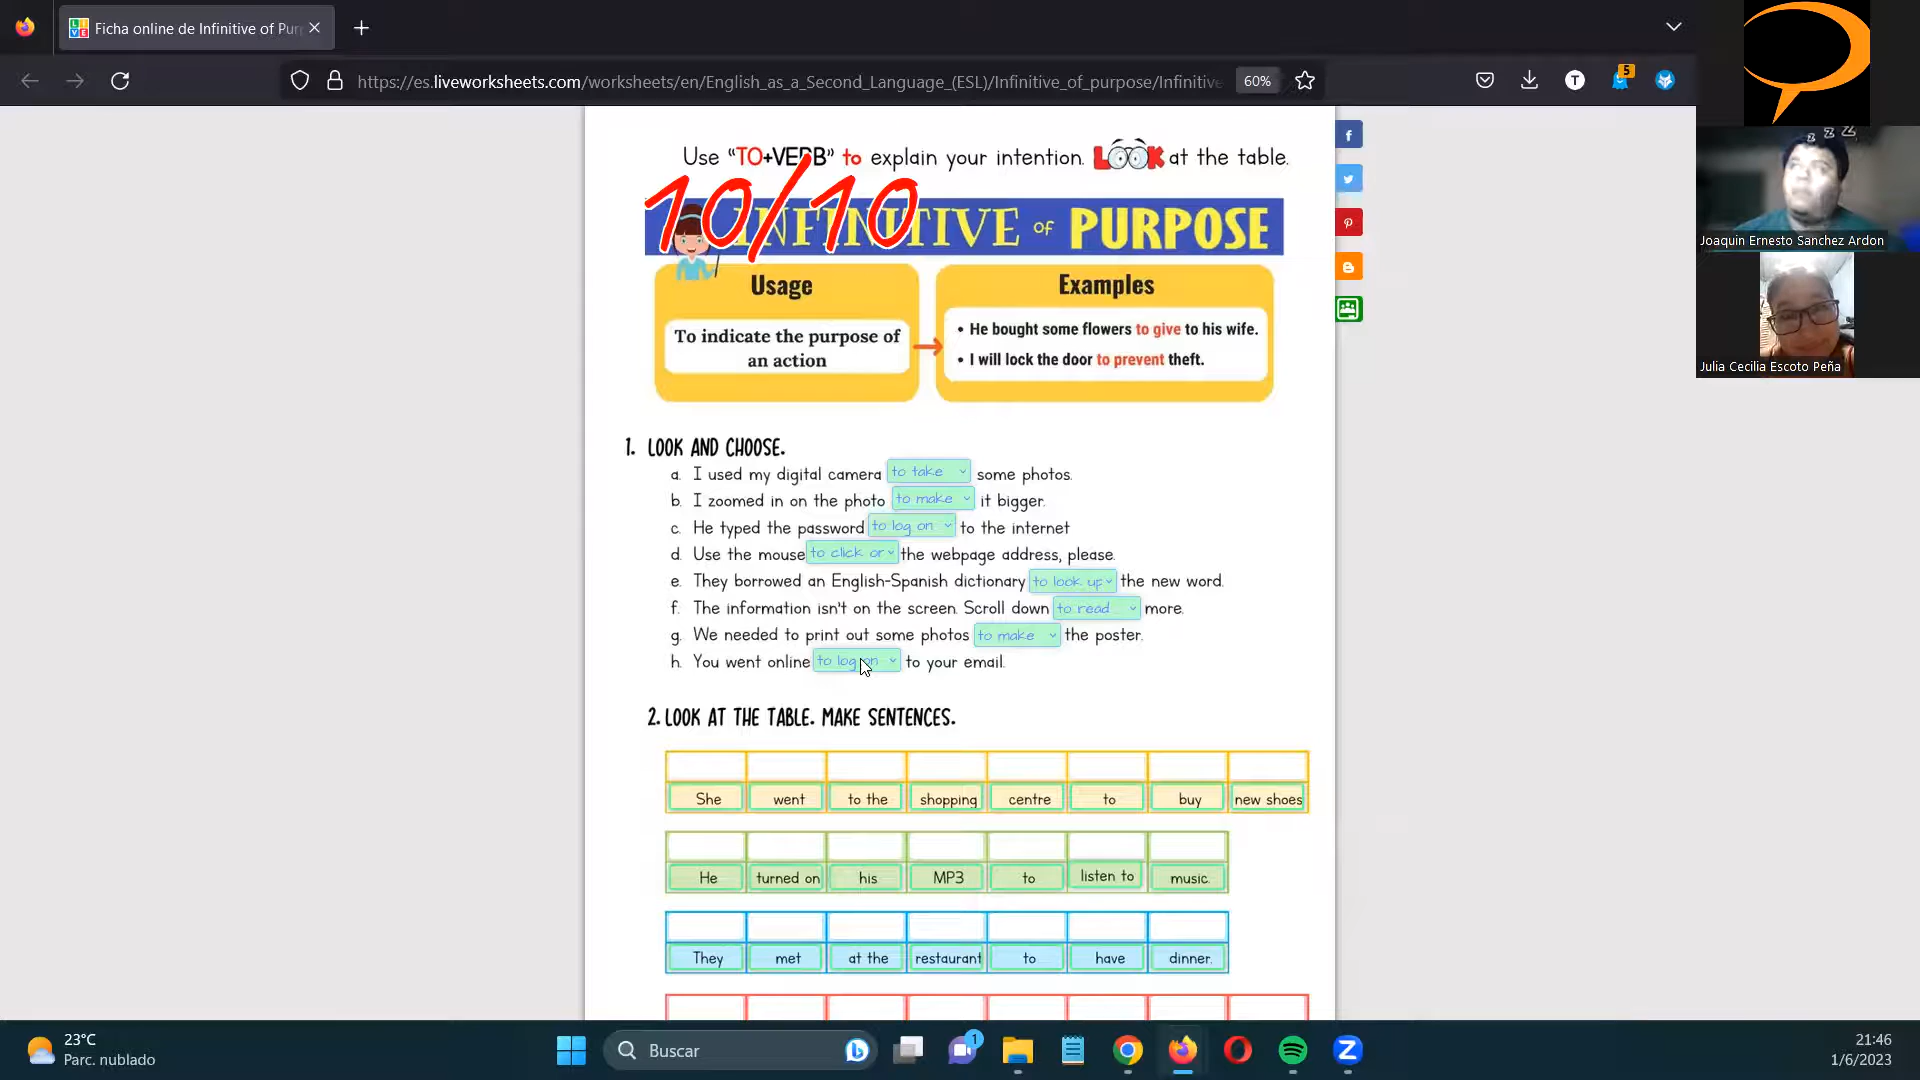 Ficha online de Infinitive of Pur
https://es.liveworksheets.com/worksheets/en/English_as_a_Second_Language_(ESL)/Infinitive_of_purpose/Infinitive
60%
T
5
z z z
Use "TO+VERB" to explain your intention. LOOK at the table.
10/10
INFINITIVE of PURPOSE
Usage
To indicate the purpose of
an action
Examples
• He bought some flowers to give to his wife.
• I will lock the door to prevent theft.
Joaquin Ernesto Sanchez Ardon
Julia Cecilia Escoto Peña
1. LOOK AND CHOOSE.
a. I used my digital camera to take some photos.
b. I zoomed in on the photo to make it bigger.
c. He typed the password to log on to the internet
d. Use the mouse to click or the webpage address, please.
e. They borrowed an English-Spanish dictionary to look up the new word.
f. The information isn't on the screen. Scroll down to read more.
g. We needed to print out some photos to make the poster.
h. You went online to log on to your email.
2. LOOK AT THE TABLE. MAKE SENTENCES.
She went to the shopping centre to buy new shoes
He turned on his MP3 to listen to music.
They met at the restaurant to have dinner.
23°C
Parc. nublado
Buscar
1
21:46
1/6/2023